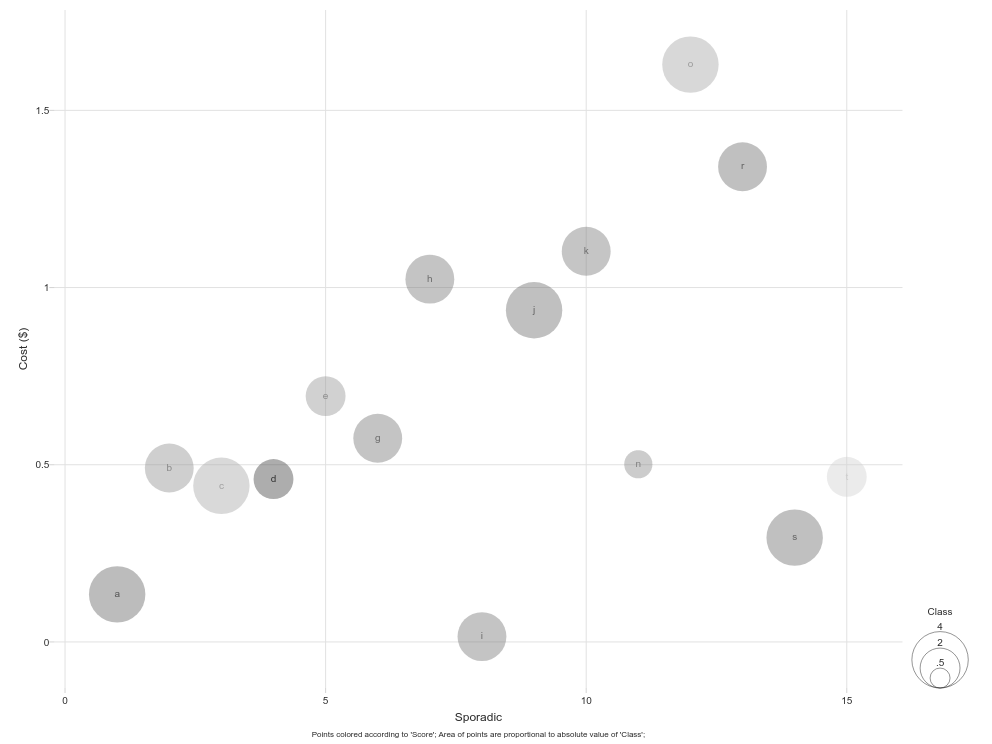 o
1.5
r
k
h
1
j
Cost ($)
e
g
0.5
b
n
c
d
t
s
a
Class
4
i
0
2
.5
0
5
10
15
Sporadic
Points colored according to 'Score'; Area of points are proportional to absolute value of 'Class';